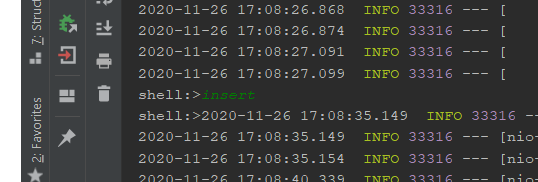 7: Struct
2: Favorites
2020-11-26 17:08:26.868 INFO 33316 --- [
2020-11-26 17:08:26.874 INFO 33316 --- [
2020-11-26 17:08:27.091 INFO 33316 --- [
2020-11-26 17:08:27.099 INFO 33316 --- [
shell:>insert
shell:>2020-11-26 17:08:35.149 INFO 33316 --
2020-11-26 17:08:35.149 INFO 33316 --- [nio-
2020-11-26 17:08:35.154 INFO 33316 --- [nio-
2020-11-26 17:08:40.339 INFO 33316 --- [nio-